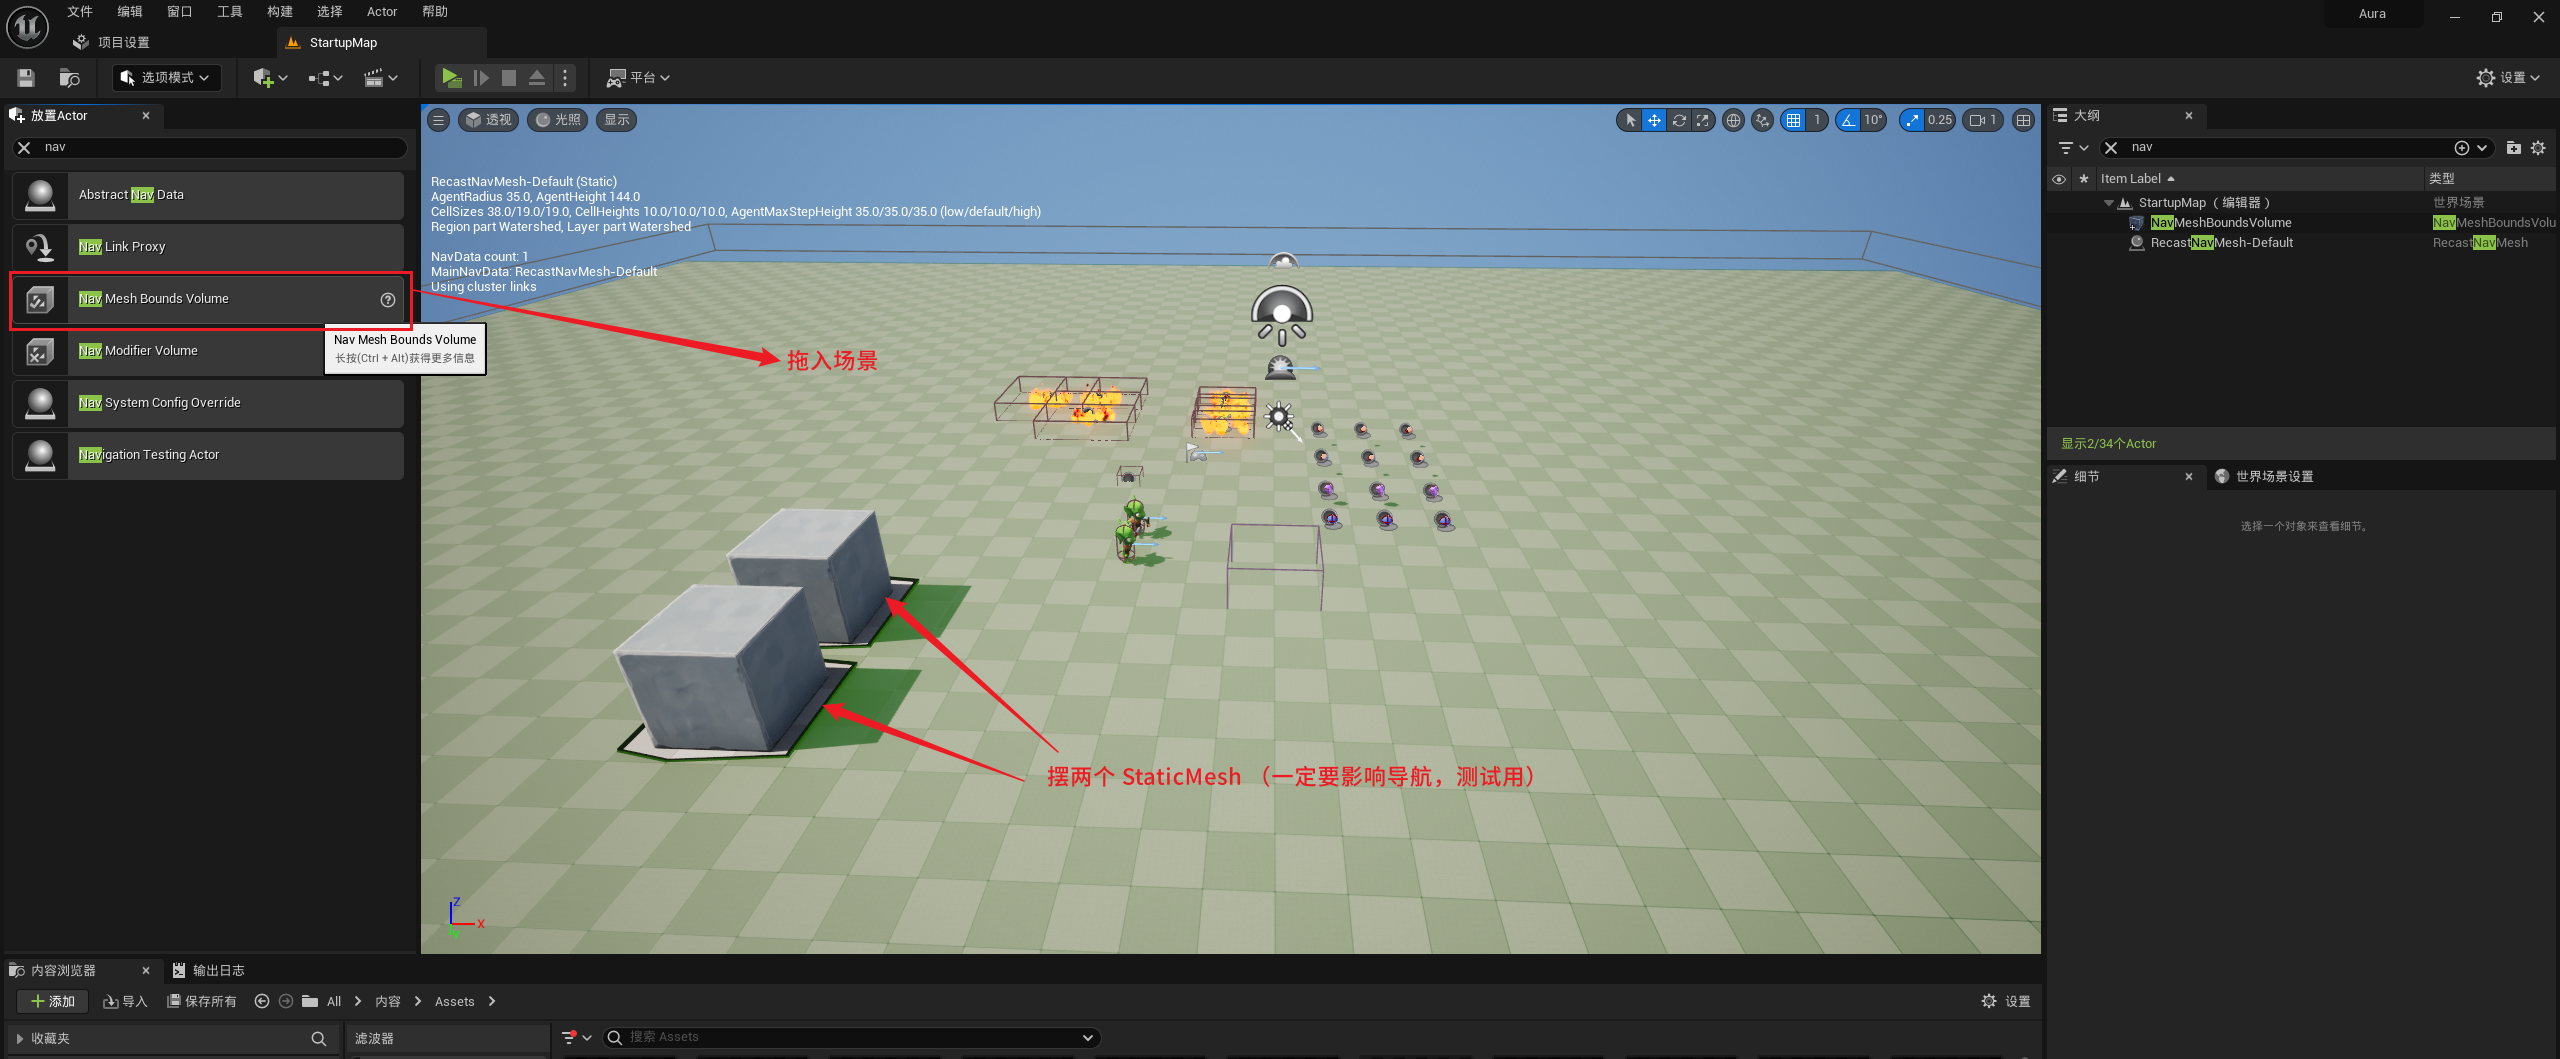 文件 编辑 窗口 工具 构建 选择 Actor 帮助 Aura
项目设置 StartupMap
选项模式 平台 设置
放置Actor
nav
Abstract Nav Data
Nav Link Proxy
Nav Mesh Bounds Volume
Nav Modifier Volume
Nav System Config Override
Navigation Testing Actor
Nav Mesh Bounds Volume
长按(Ctrl + Alt)获得更多信息
透视 光照 显示 1 10° 0.25 1
RecastNavMesh-Default (Static)
AgentRadius 35.0, AgentHeight 144.0
CellSizes 38.0/19.0/19.0, CellHeights 10.0/10.0/10.0, AgentMaxStepHeight 35.0/35.0/35.0 (low/default/high)
Region part Watershed, Layer part Watershed
NavData count: 1
MainNavData: RecastNavMesh-Default
Using cluster links
拖入场景
摆两个 StaticMesh （一定要影响导航，测试用）
Z
X
Y
大纲
nav
Item Label 类型
StartupMap （编辑器） 世界场景
NavMeshBoundsVolume NavMeshBoundsVolu
RecastNavMesh-Default RecastNavMesh
显示2/34个Actor
细节 世界场景设置
选择一个对象来查看细节。
内容浏览器 输出日志
添加 导入 保存所有 All 内容 Assets 设置
收藏夹 滤波器 搜索 Assets